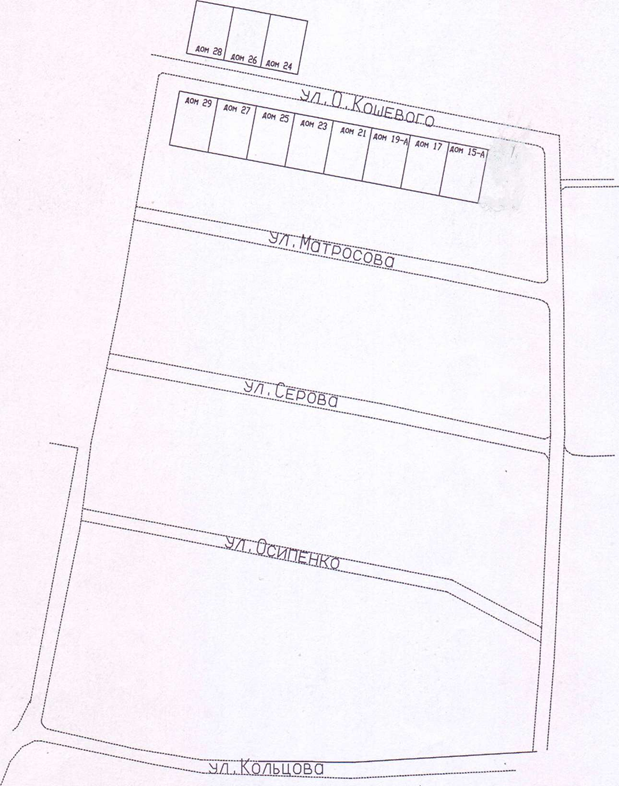 дом 28 дом 26 дом 24
ул. О. Кошевого
дом 29 дом 27 дом 25 дом 23 дом 21 дом 19-А дом 17 дом 15-А
ул. Матросова
ул. Серова
ул. Осипенко
ул. Кольцова